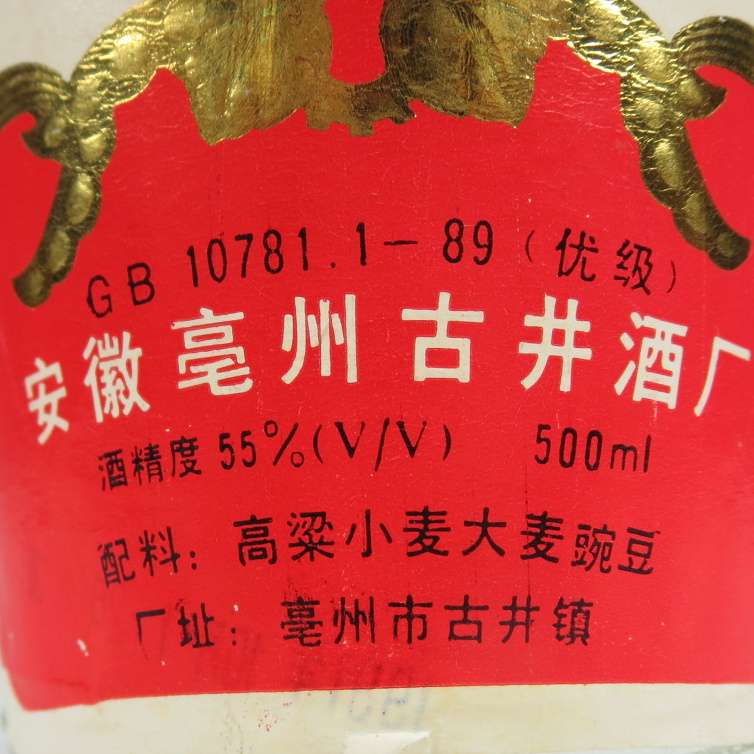 GB 10781.1-89（优级）
安徽亳州古井酒厂
酒精度 55%(V/V) 500ml
配料：高粱小麦大麦豌豆
厂址：亳州市古井镇